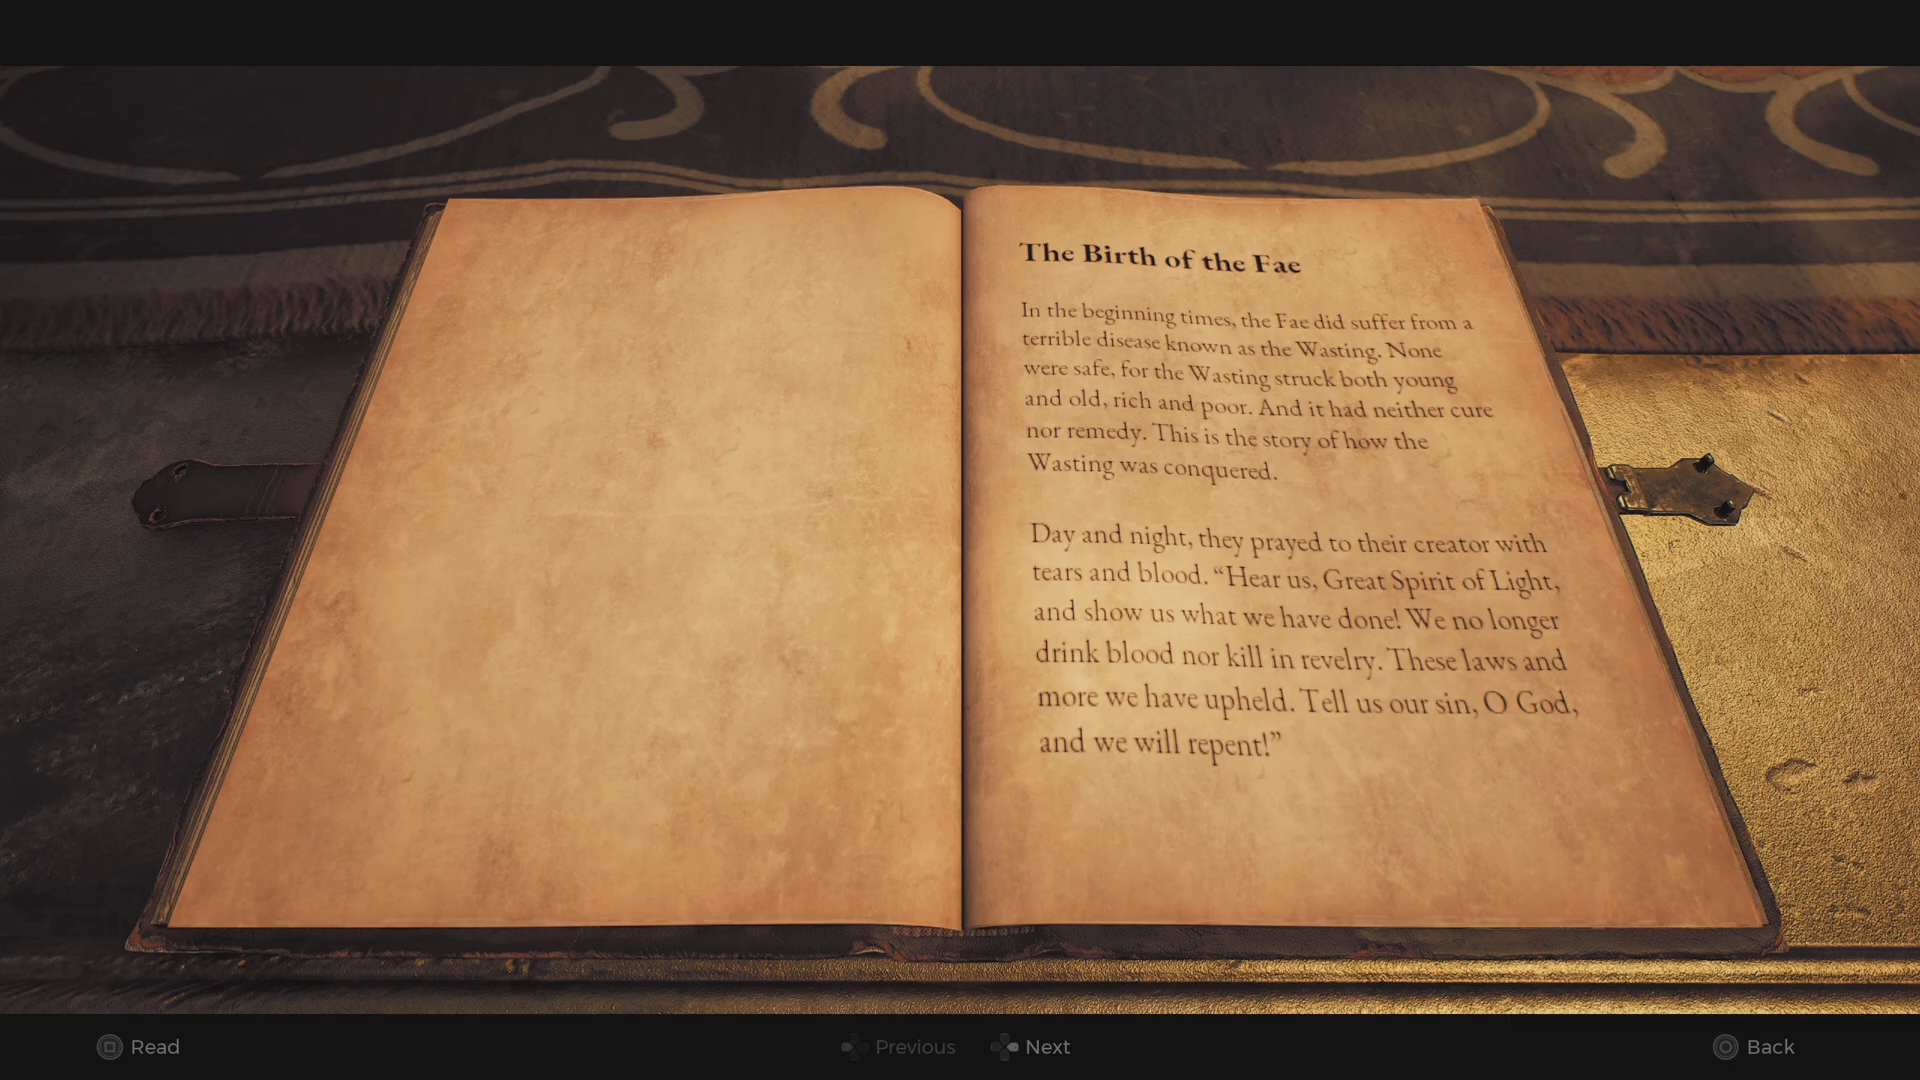 The Birth of the Fae
In the beginning times, the Fae did suffer from a
terrible disease known as the Wasting. None
were safe, for the Wasting struck both young
and old, rich and poor. And it had neither cure
nor remedy. This is the story of how the
Wasting was conquered.
Day and night, they prayed to their creator with
tears and blood. “Hear us, Great Spirit of Light,
and show us what we have done! We no longer
drink blood nor kill in revelry. These laws and
more we have upheld. Tell us our sin, O God,
and we will repent!”
Read
Previous
Next
Back